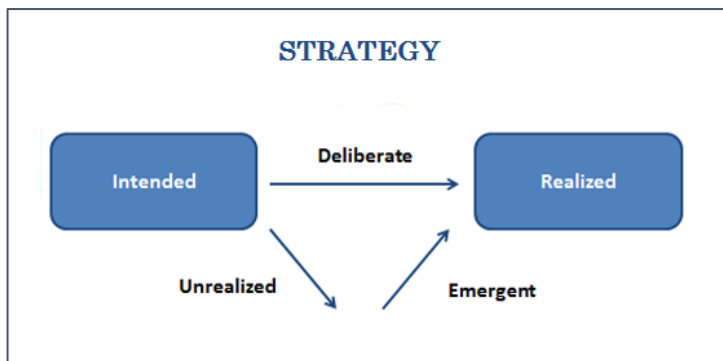 STRATEGY
Deliberate
Intended
Realized
Unrealized
Emergent